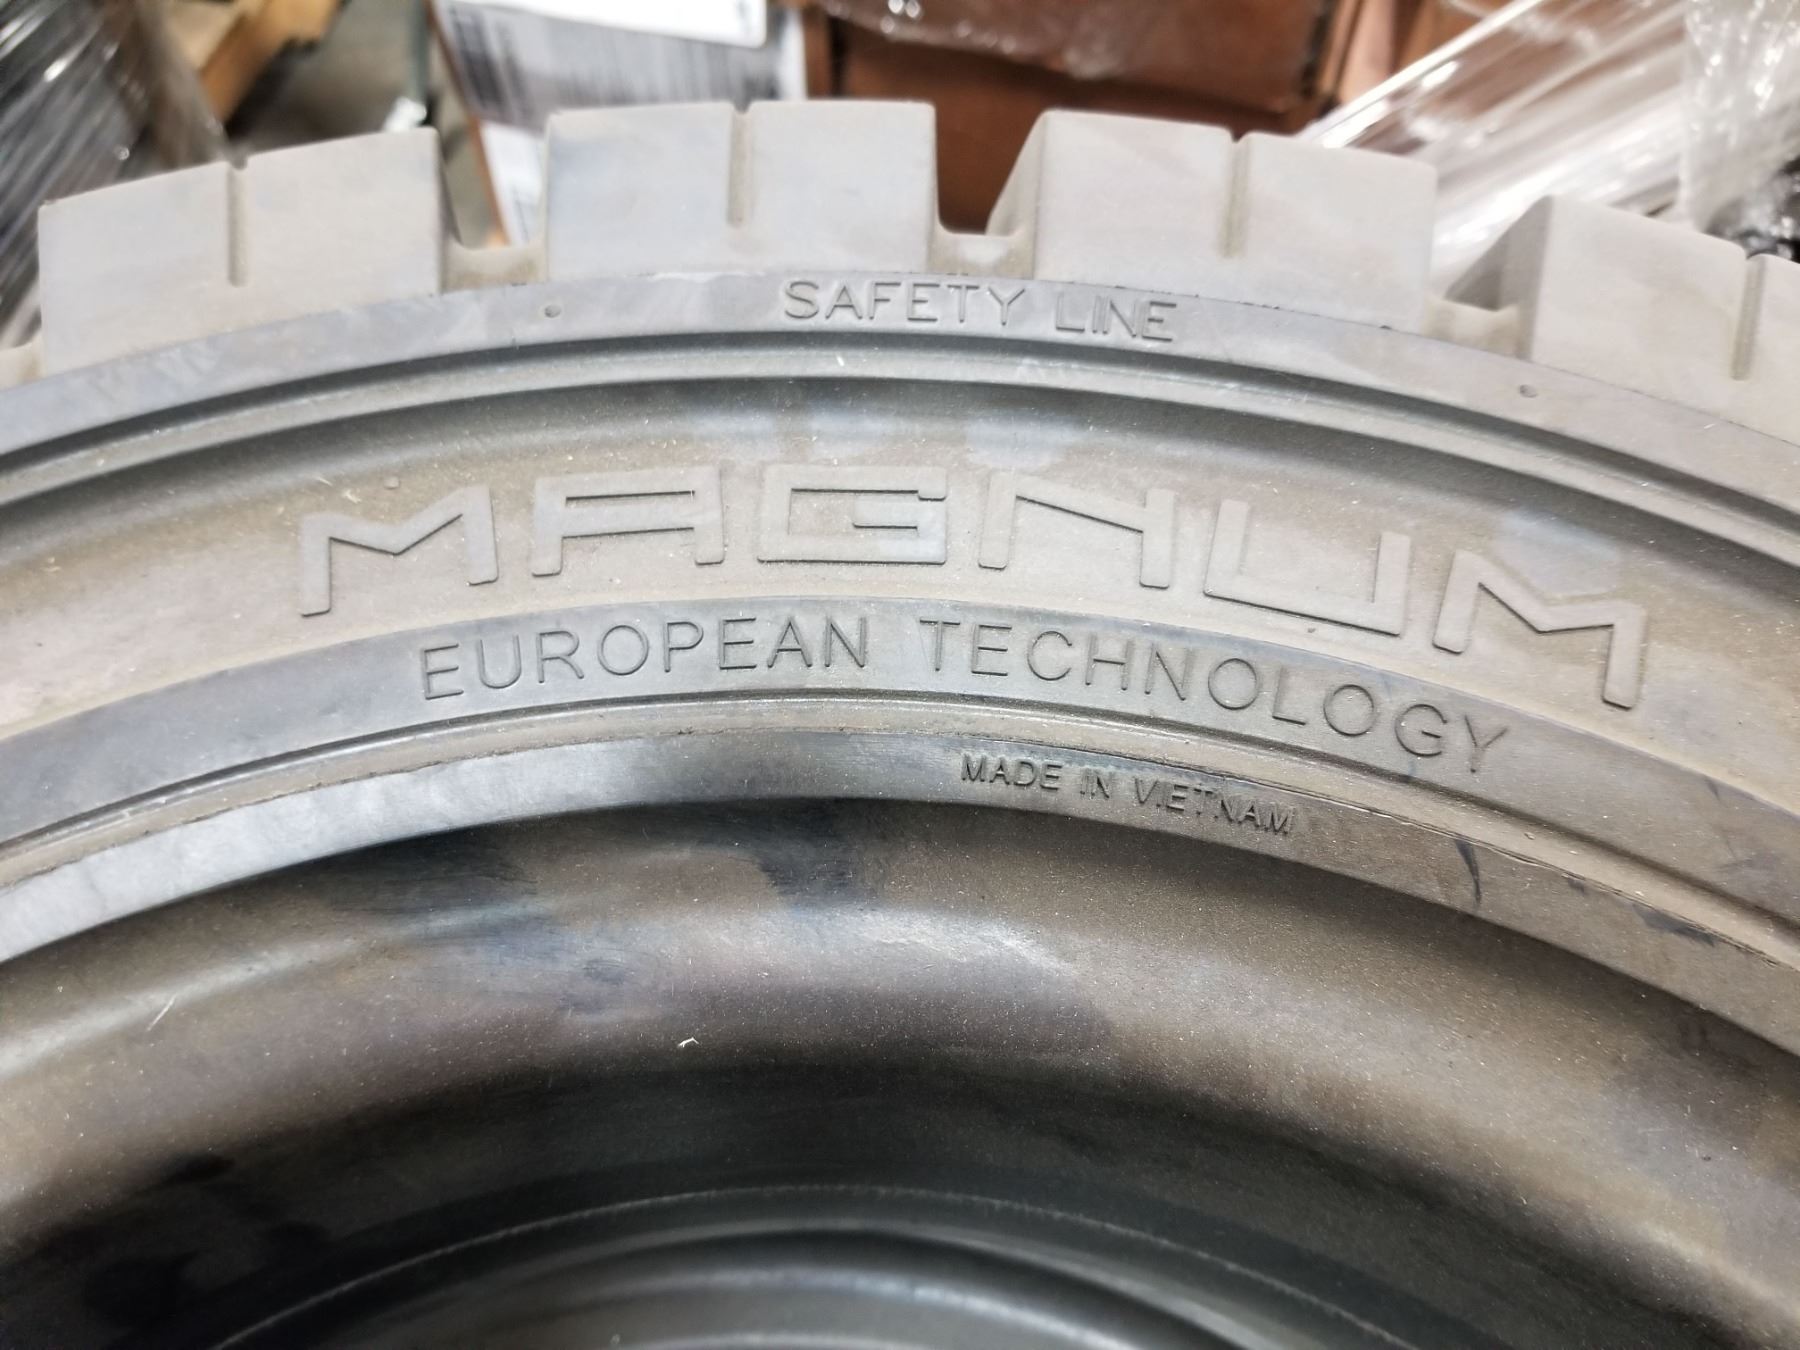 SAFETY LINE
MAGNUM
EUROPEAN TECHNOLOGY
MADE IN VIETNAM